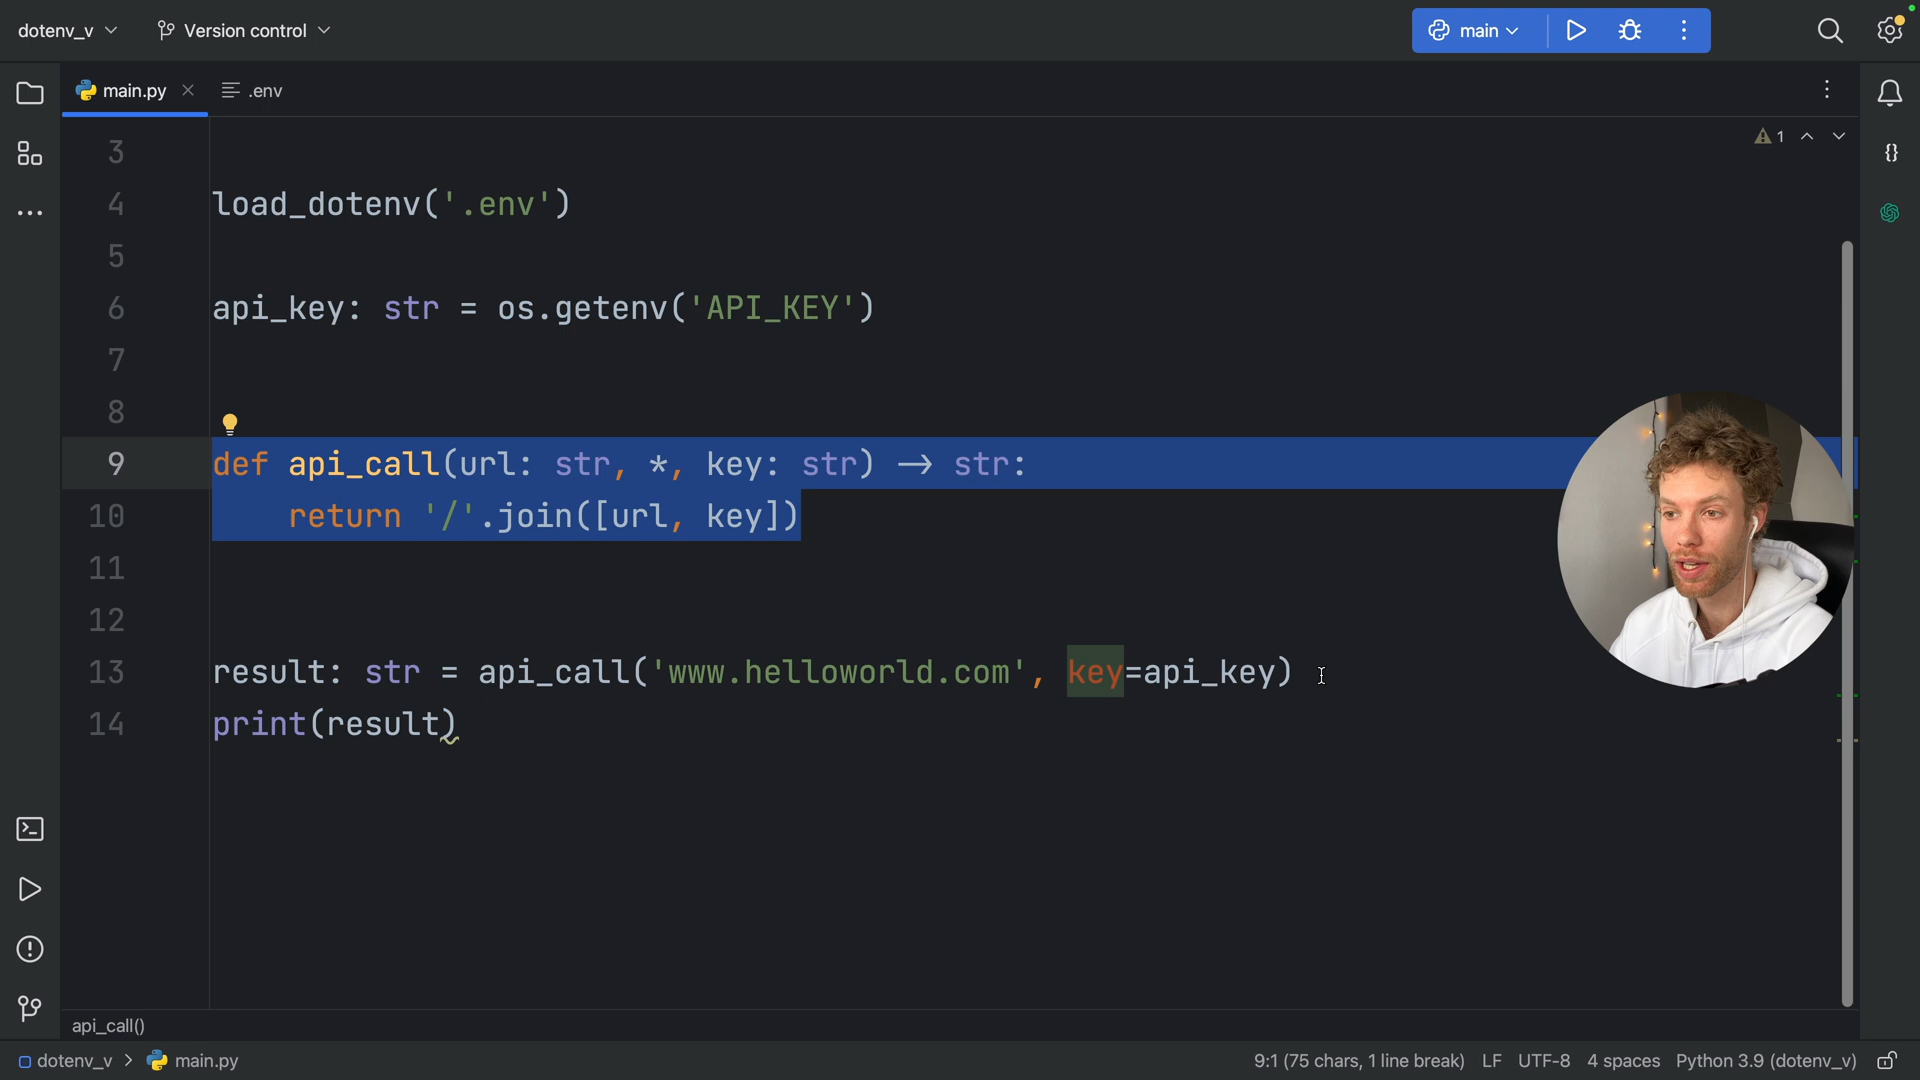 dotenv_v
Version control
main
main.py
.env
1
3
4 load_dotenv('.env')
5
6 api_key: str = os.getenv('API_KEY')
7
8
9 def api_call(url: str, *, key: str) → str:
10 return '/'.join([url, key])
11
12
13 result: str = api_call('www.helloworld.com', key=api_key)
14 print(result)
api_call()
dotenv_v > main.py
9:1 (75 chars, 1 line break) LF UTF-8 4 spaces Python 3.9 (dotenv_v)